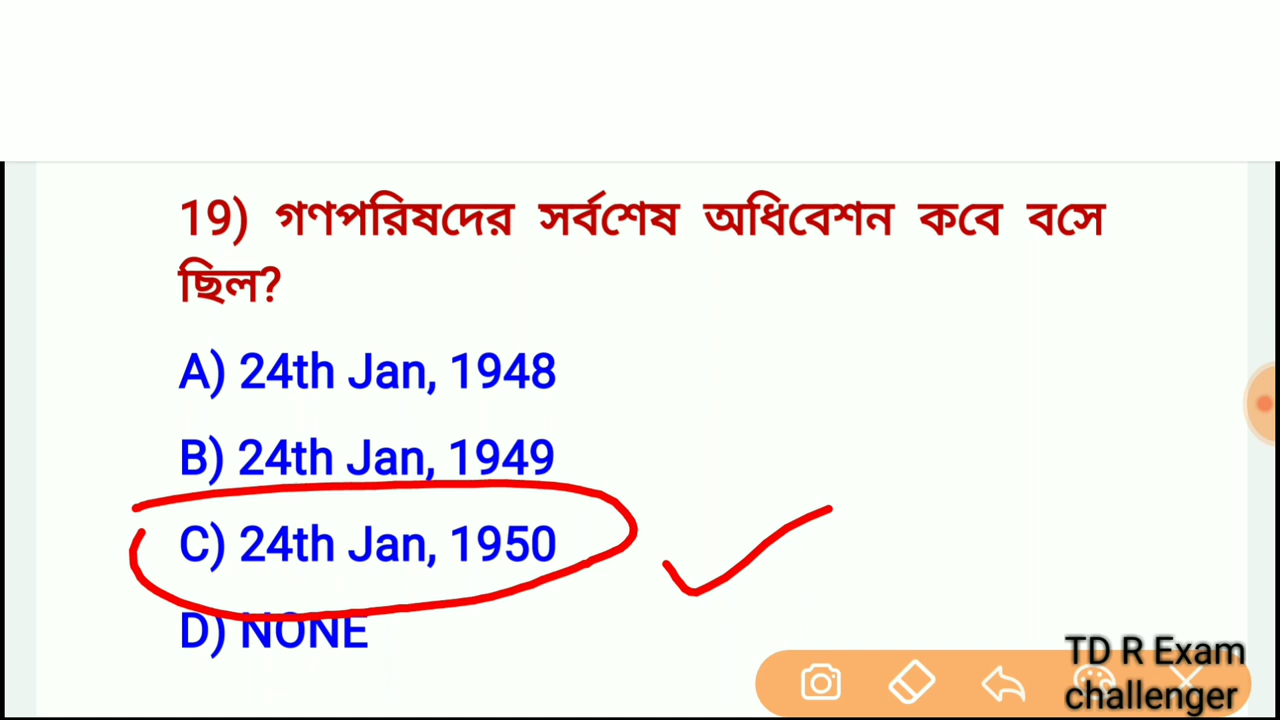 19) গণপরিষদের সর্বশেষ অধিবেশন কবে বসে
ছিল?
A) 24th Jan, 1948
B) 24th Jan, 1949
C) 24th Jan, 1950
D) NONE
TD R Exam
challenger